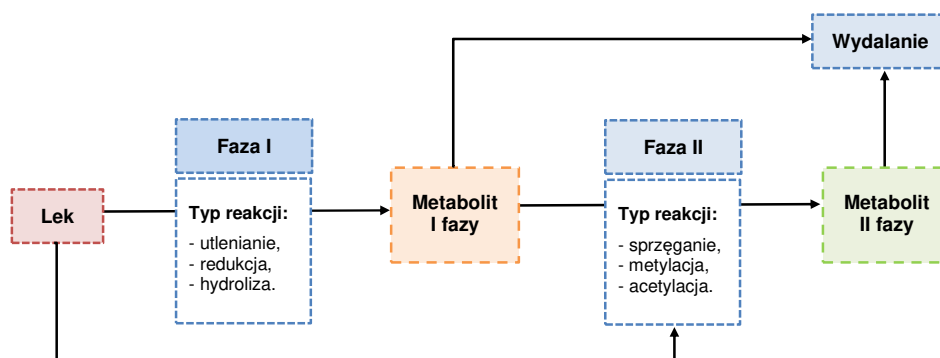 Wydalanie
Faza I
Faza II
Lek
Typ reakcji:
- utlenianie,
- redukcja,
- hydroliza.
Metabolit
I fazy
Typ reakcji:
- sprzęganie,
- metylacja,
- acetylacja.
Metabolit
II fazy